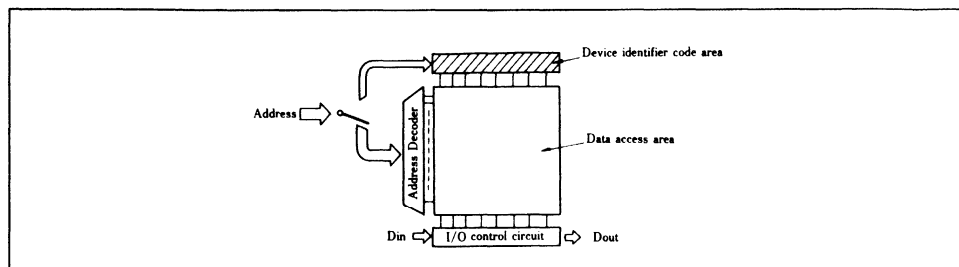 Device identifier code area
Address
Address Decoder
Data access area
Din
I/O control circuit
Dout